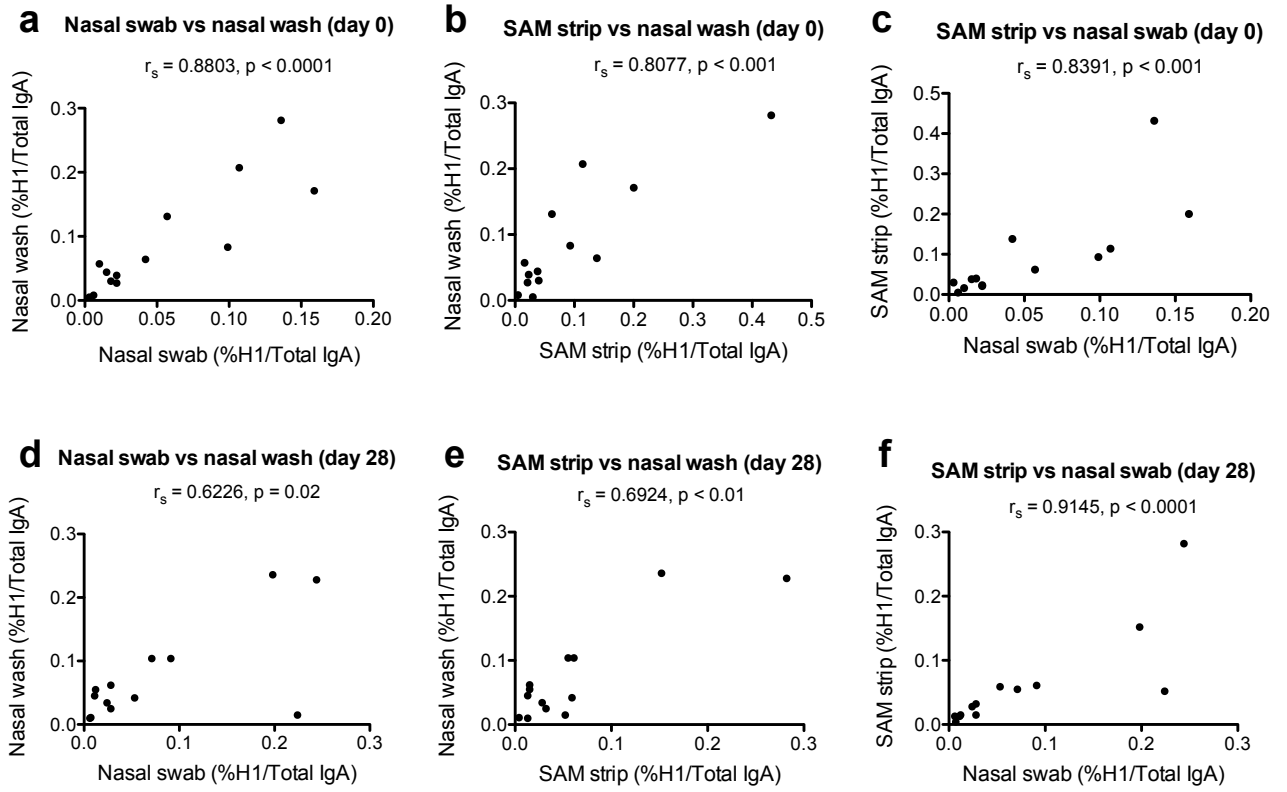 a Nasal swab vs nasal wash (day 0)
rs = 0.8803, p < 0.0001
Nasal wash (%H1/Total IgA)
0.3
0.2
0.1
0.0
0.00 0.05 0.10 0.15 0.20
Nasal swab (%H1/Total IgA)
b SAM strip vs nasal wash (day 0)
rs = 0.8077, p < 0.001
Nasal wash (%H1/Total IgA)
0.3
0.2
0.1
0.0
0.0 0.1 0.2 0.3 0.4 0.5
SAM strip (%H1/Total IgA)
c SAM strip vs nasal swab (day 0)
rs = 0.8391, p < 0.001
SAM strip (%H1/Total IgA)
0.5
0.4
0.3
0.2
0.1
0.0
0.00 0.05 0.10 0.15 0.20
Nasal swab (%H1/Total IgA)
d Nasal swab vs nasal wash (day 28)
rs = 0.6226, p = 0.02
Nasal wash (%H1/Total IgA)
0.3
0.2
0.1
0.0
0.0 0.1 0.2 0.3
Nasal swab (%H1/Total IgA)
e SAM strip vs nasal wash (day 28)
rs = 0.6924, p < 0.01
Nasal wash (%H1/Total IgA)
0.3
0.2
0.1
0.0
0.0 0.1 0.2 0.3
SAM strip (%H1/Total IgA)
f SAM strip vs nasal swab (day 28)
rs = 0.9145, p < 0.0001
SAM strip (%H1/Total IgA)
0.3
0.2
0.1
0.0
0.0 0.1 0.2 0.3
Nasal swab (%H1/Total IgA)